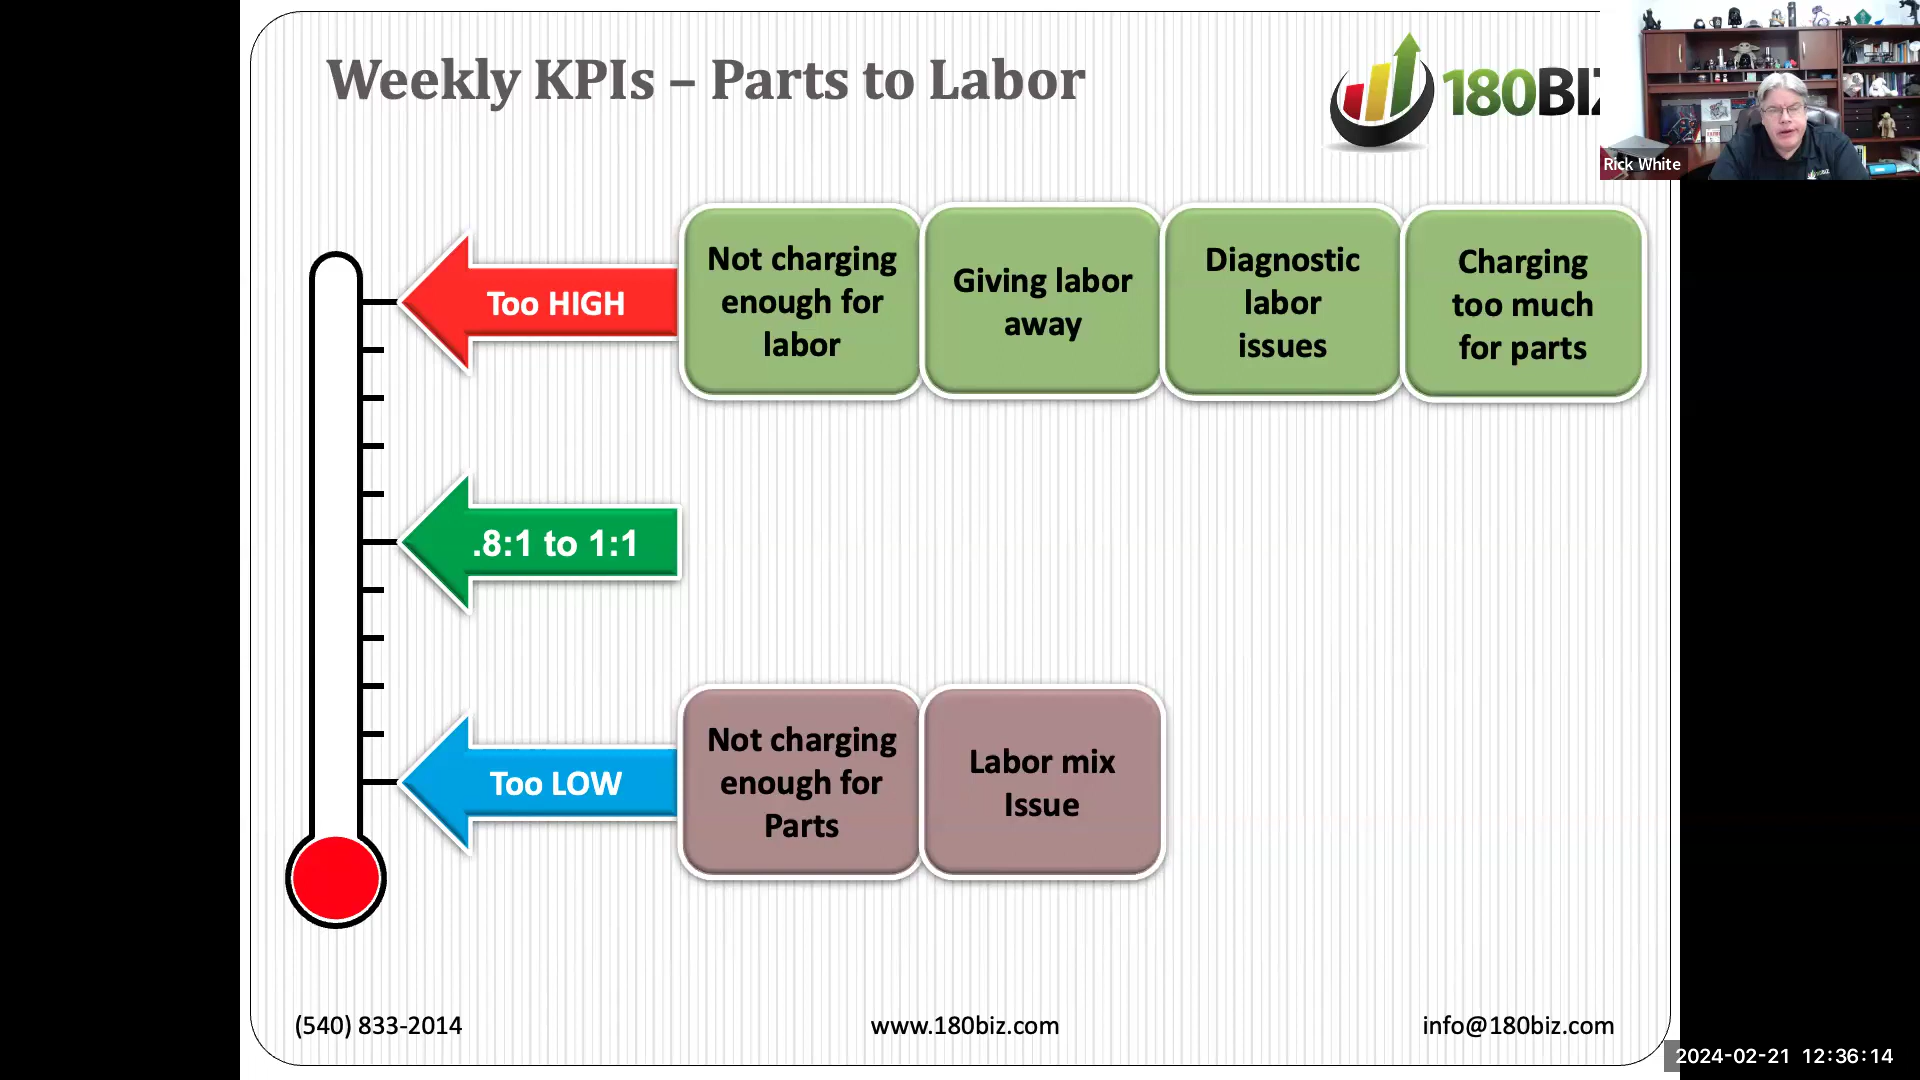 Weekly KPIs – Parts to Labor
180BIZ
Rick White
Too HIGH
Not charging
enough for
labor
Giving labor
away
Diagnostic
labor
issues
Charging
too much
for parts
.8:1 to 1:1
Too LOW
Not charging
enough for
Parts
Labor mix
Issue
(540) 833-2014
www.180biz.com
info@180biz.com
2024-02-21 12:36:14